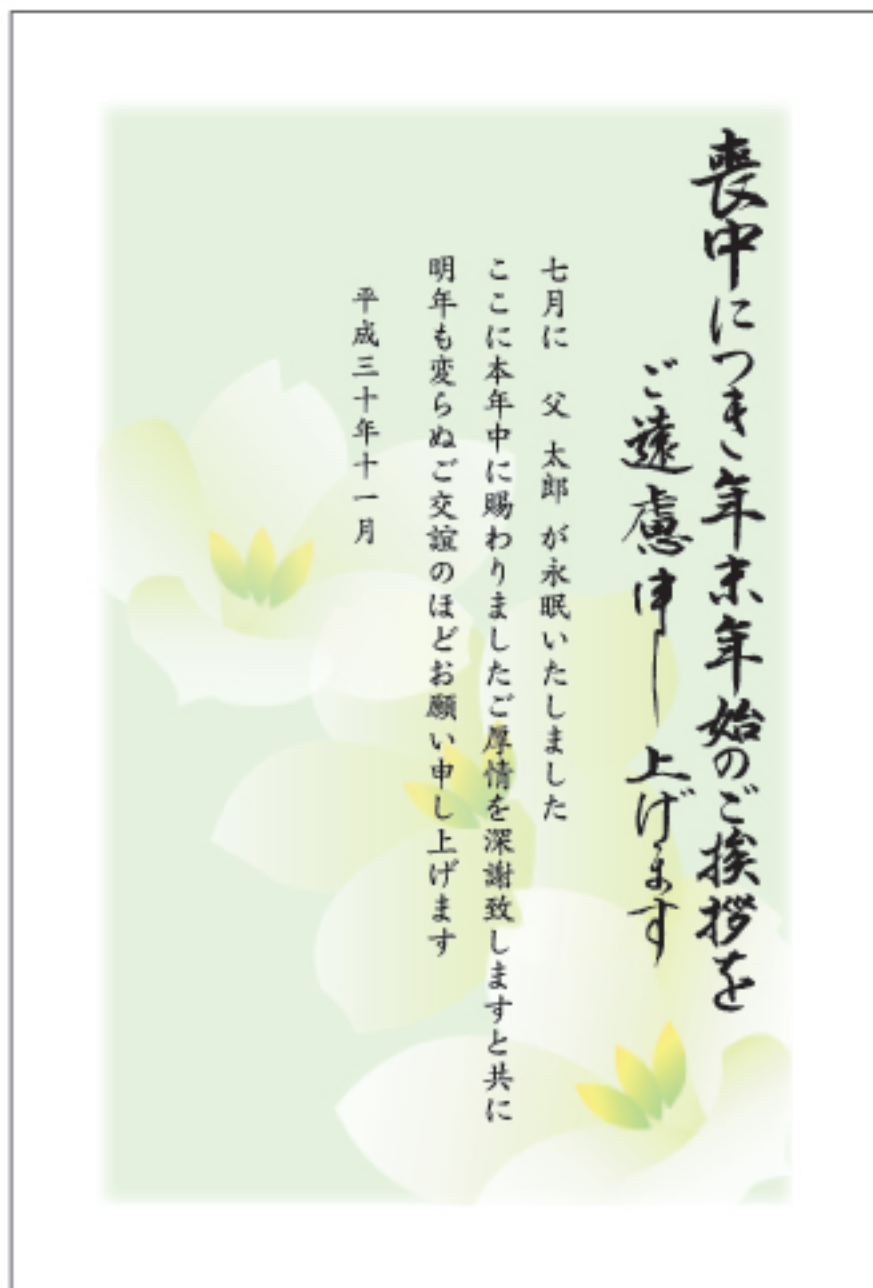 喪中につき年末年始のご挨拶を
ご遠慮申し上げます
七月に　父 太郎 が永眠いたしました
ここに本年中に賜わりましたご厚情を深謝致しますと共に
明年も変らぬご交誼のほどお願い申し上げます
平成三十年十一月